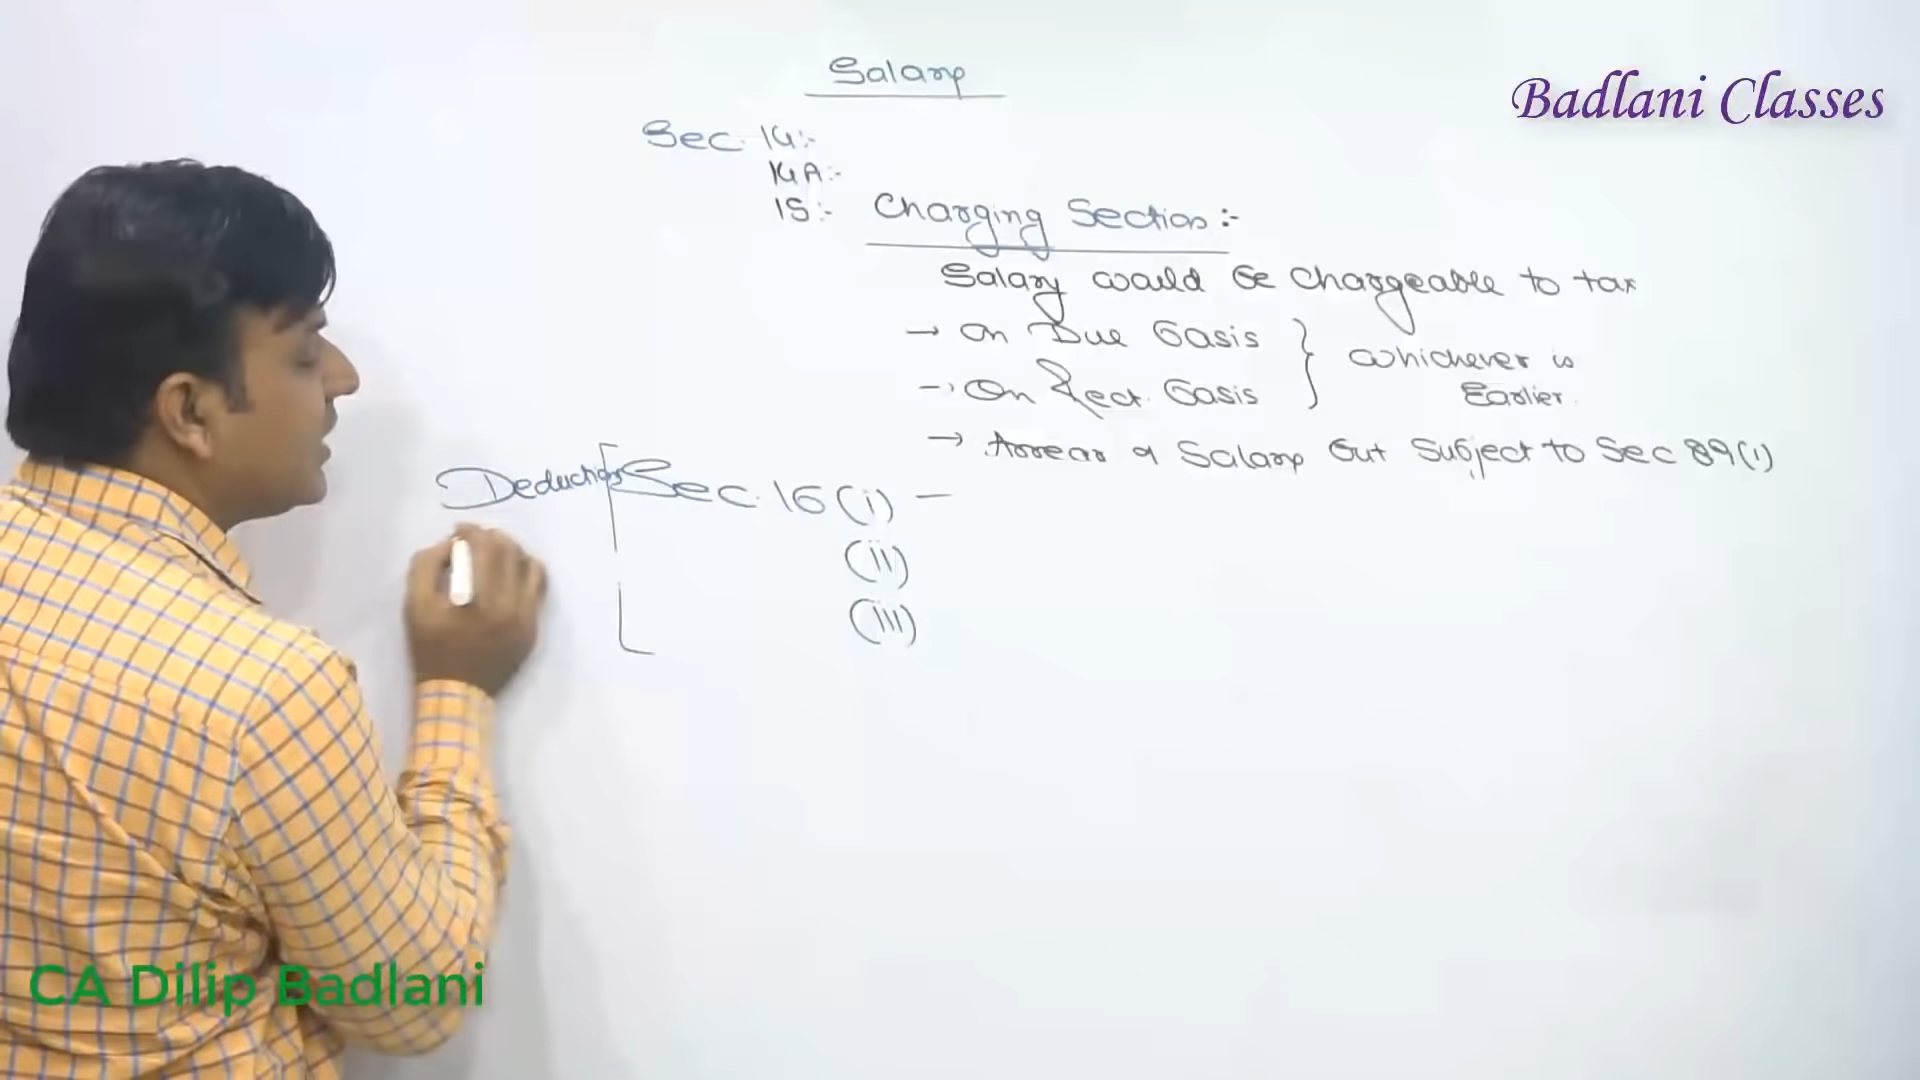 Salary
Badlani Classes
Sec. 14:-
14A:-
15:- Charging Section:-
Salary would be Chargeable to tax
→ On Due basis
→ On Rect. basis
} Whichever is Earlier.
→ Arrear of Salary but Subject to Sec 89(1)
Deductions Sec. 16 (i) —
(ii)
(iii)
CA Dilip Badlani